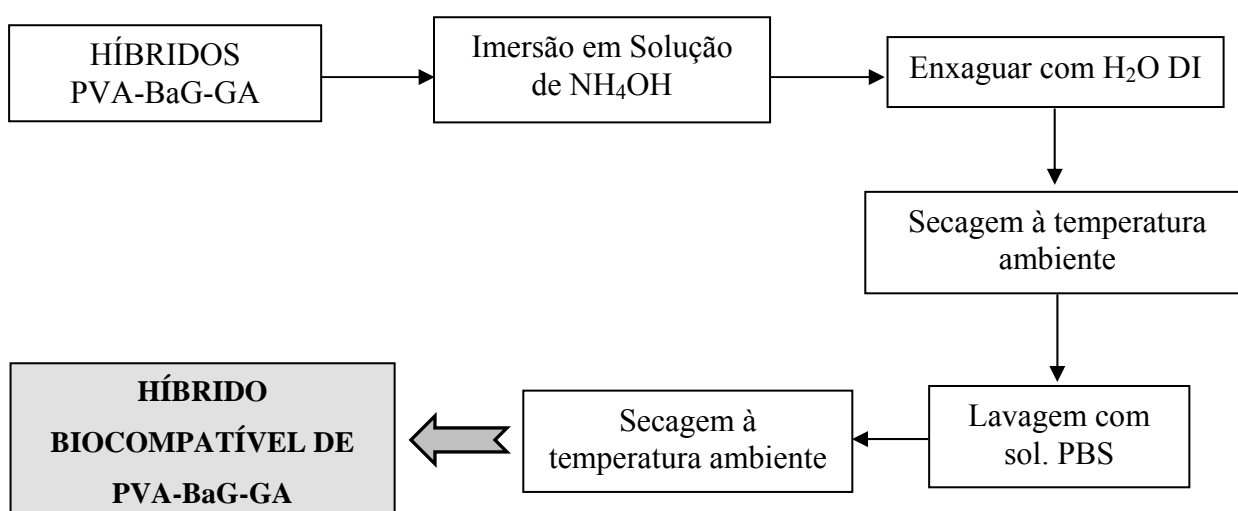 HÍBRIDOS
PVA-BaG-GA
Imersão em Solução
de NH₄OH
Enxaguar com H₂O DI
Secagem à temperatura
ambiente
Lavagem com
sol. PBS
Secagem à
temperatura ambiente
HÍBRIDO
BIOCOMPATÍVEL DE
PVA-BaG-GA